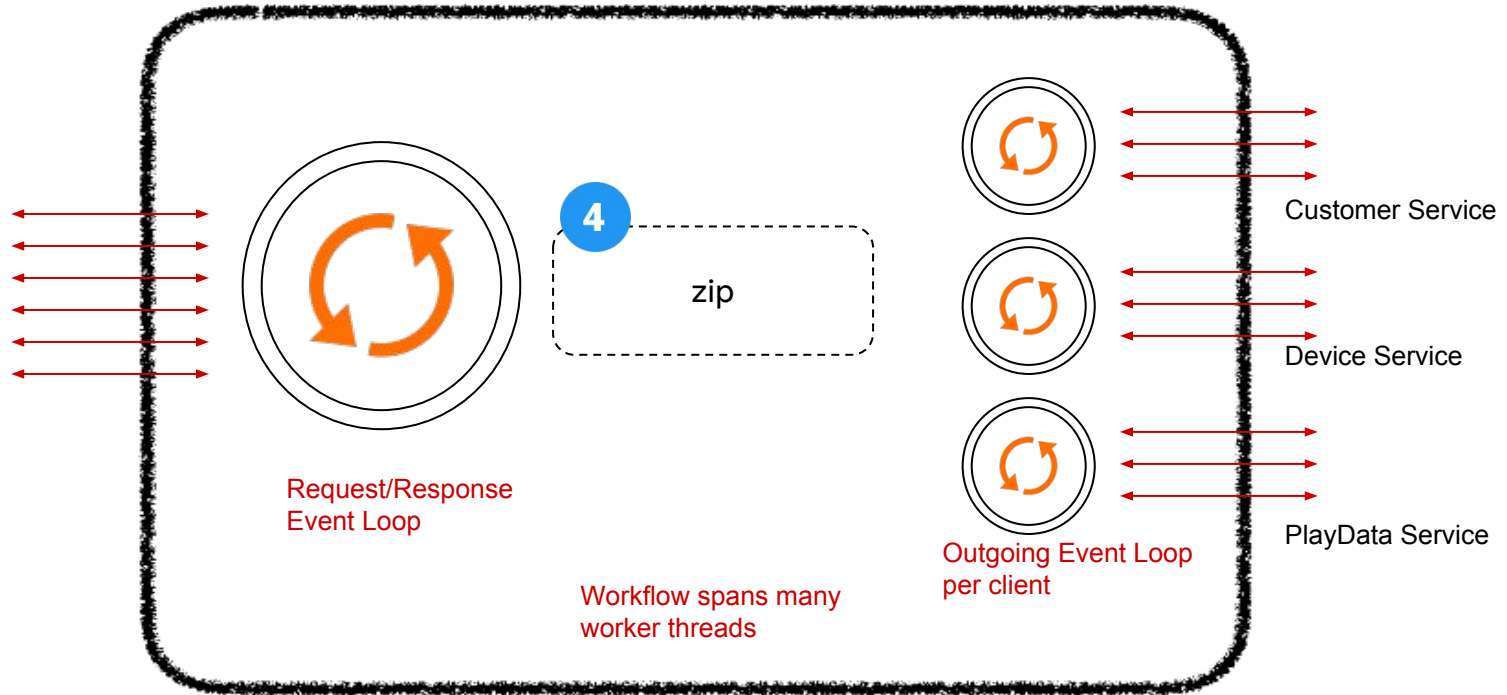 4
zip
Customer Service
Device Service
PlayData Service
Request/Response
Event Loop
Outgoing Event Loop
per client
Workflow spans many
worker threads